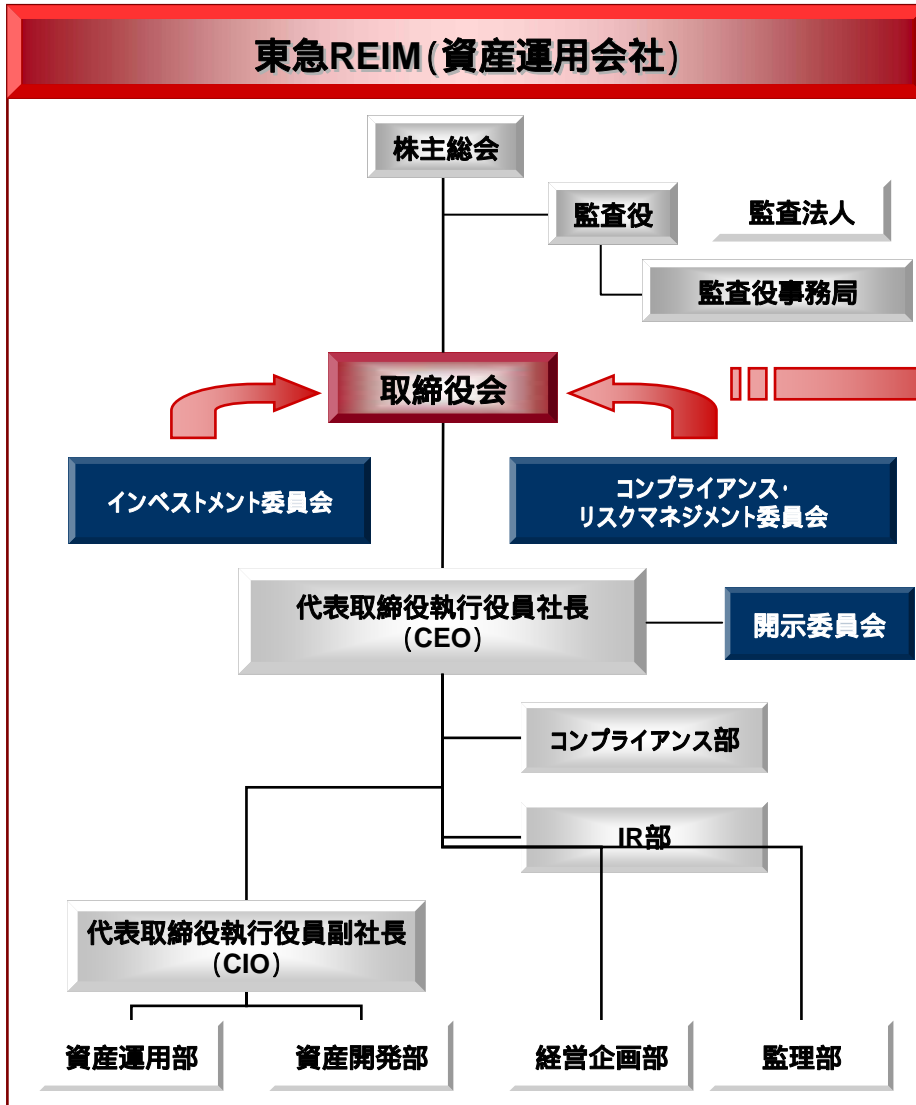 東急REIM(資産運用会社)
株主総会
監査役
監査法人
監査役事務局
取締役会
インベストメント委員会
コンプライアンス・
リスクマネジメント委員会
代表取締役執行役員社長
(CEO)
開示委員会
コンプライアンス部
IR部
代表取締役執行役員副社長
(CIO)
資産運用部
資産開発部
経営企画部
監理部